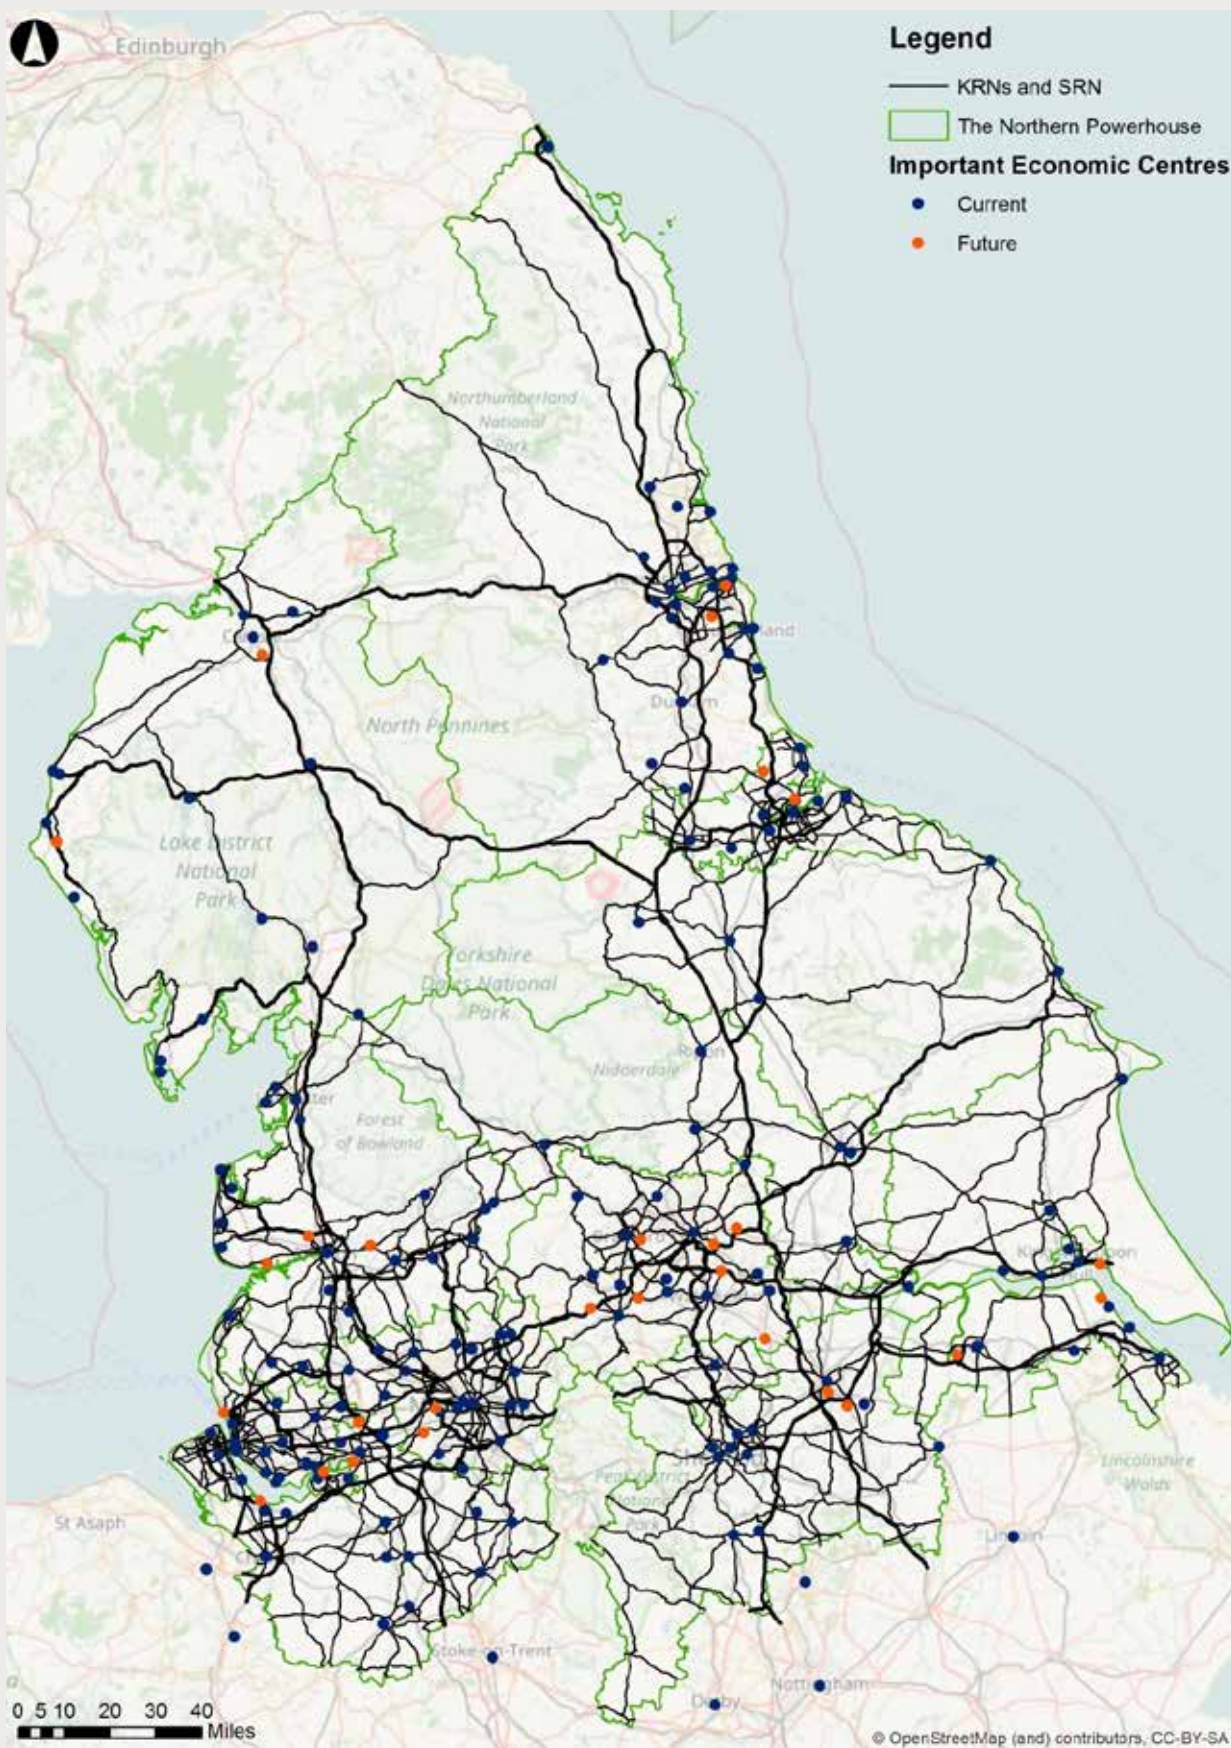 Edinburgh
Legend
KRNs and SRN
The Northern Powerhouse
Important Economic Centres
Current
Future
Northumberland
National
Park
North Pennines
Lake District
National
Park
Yorkshire
Dales National
Park
Nidderdale
Forest
of Bowland
Peak District
National
Park
Lincolnshire
Wolds
St Asaph
Lincoln
Stoke-on-Trent
Nottingham
Derby
0 5 10 20 30 40
Miles
© OpenStreetMap (and) contributors, CC-BY-SA